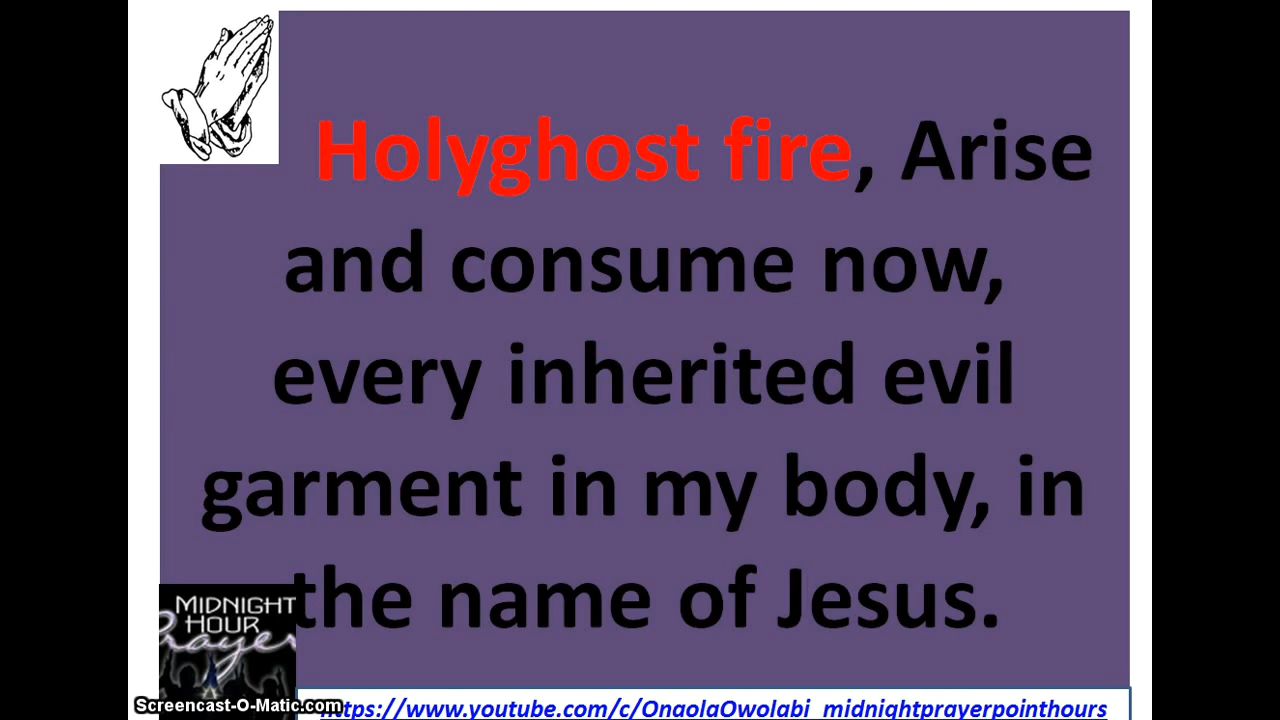 Holyghost fire, Arise
and consume now,
every inherited evil
garment in my body, in
the name of Jesus.
MIDNIGHT
HOUR
Prayer
Screencast-O-Matic.com
https://www.youtube.com/c/OnaolaOwolabi_midnightprayerpointhours